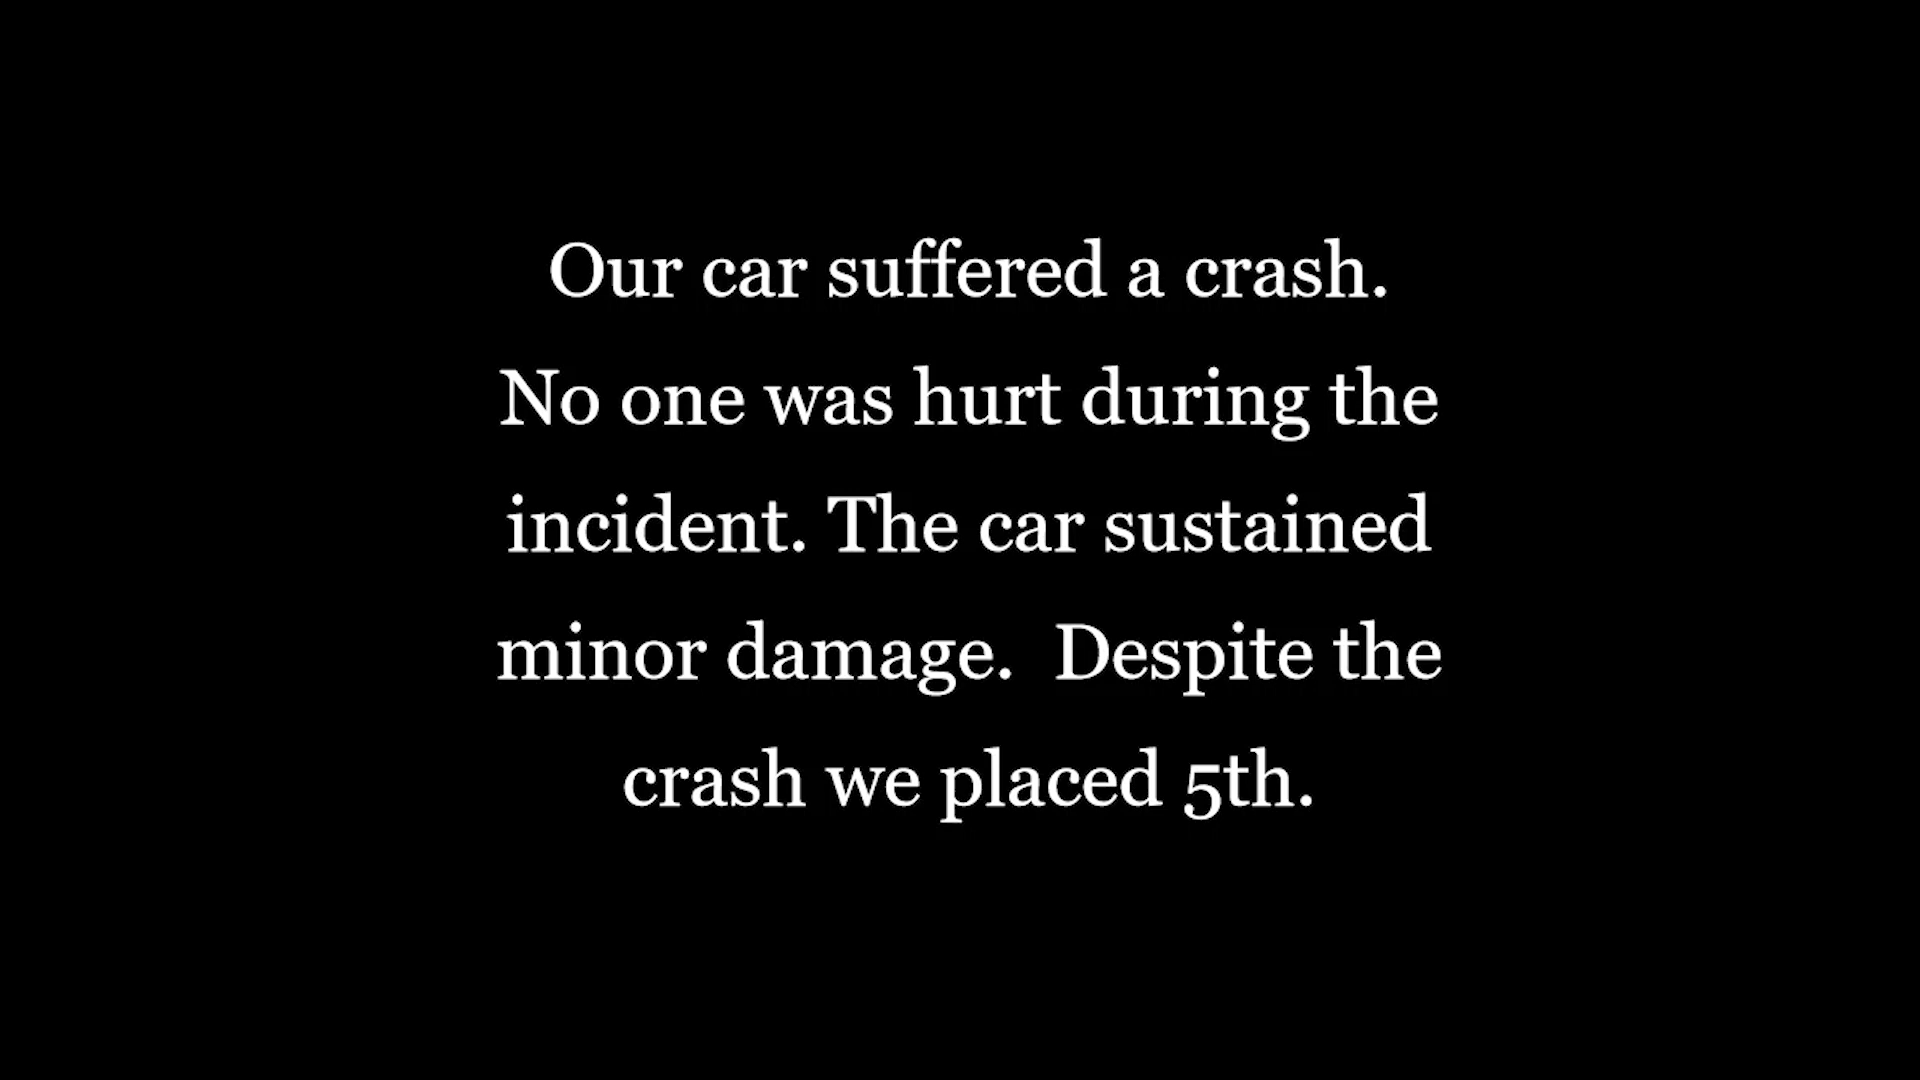 Our car suffered a crash.
No one was hurt during the
incident. The car sustained
minor damage.  Despite the
crash we placed 5th.